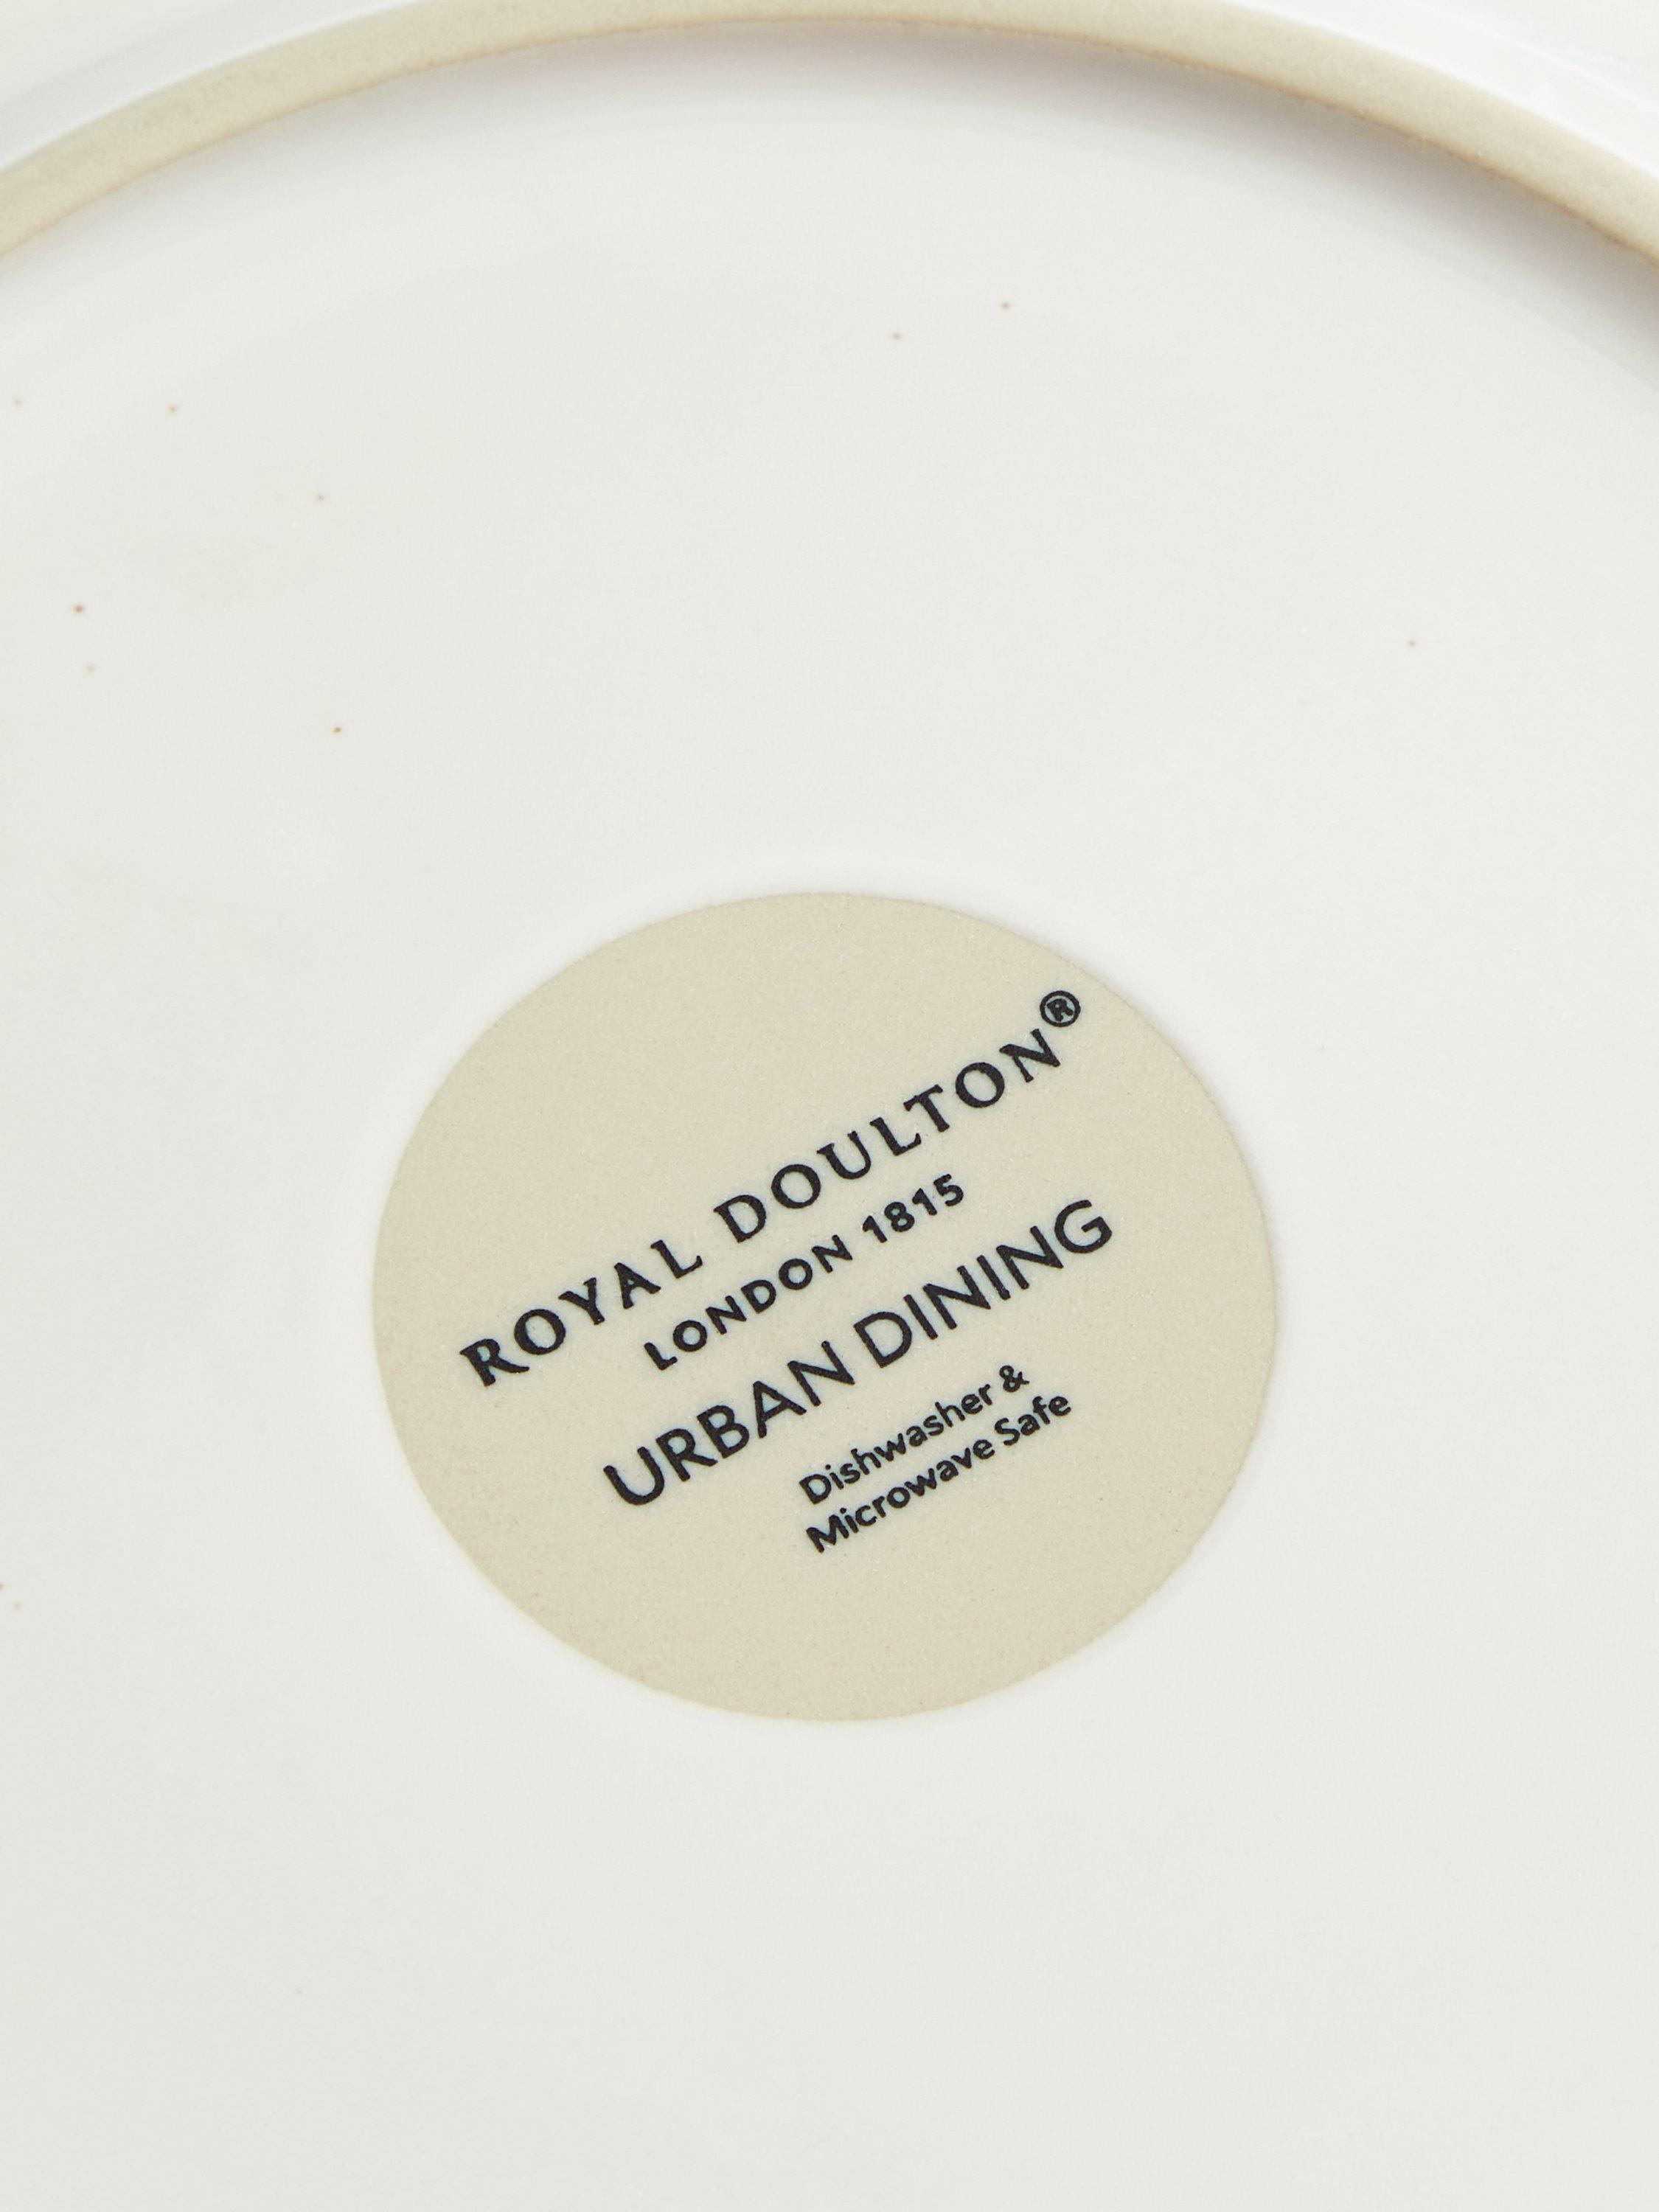 ROYAL DOULTON®
LONDON 1815
URBAN DINING
Dishwasher &
Microwave Safe